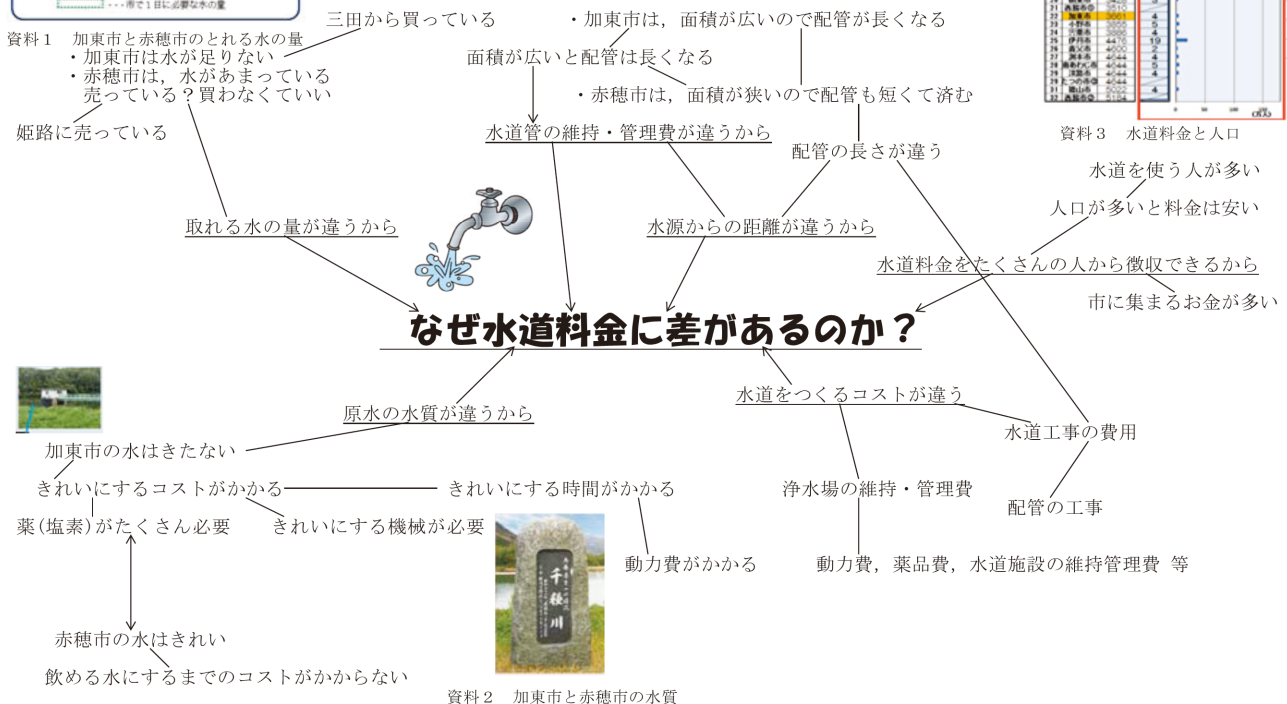 ・・・市で1日に必要な水の量
資料1 加東市と赤穂市のとれる水の量
・加東市は水が足りない
・赤穂市は，水があまっている
売っている？買わなくていい
姫路に売っている
三田から買っている
・加東市は，面積が広いので配管が長くなる
面積が広いと配管は長くなる
・赤穂市は，面積が狭いので配管も短くて済む
水道管の維持・管理費が違うから
配管の長さが違う
資料3 水道料金と人口
水道を使う人が多い
人口が多いと料金は安い
取れる水の量が違うから
水源からの距離が違うから
水道料金をたくさんの人から徴収できるから
市に集まるお金が多い
なぜ水道料金に差があるのか？
原水の水質が違うから
水道をつくるコストが違う
水道工事の費用
加東市の水はきたない
きれいにするコストがかかる
きれいにする時間がかかる
浄水場の維持・管理費
配管の工事
薬(塩素)がたくさん必要
きれいにする機械が必要
動力費がかかる
動力費，薬品費，水道施設の維持管理費 等
千種川
赤穂市の水はきれい
飲める水にするまでのコストがかからない
資料2 加東市と赤穂市の水質